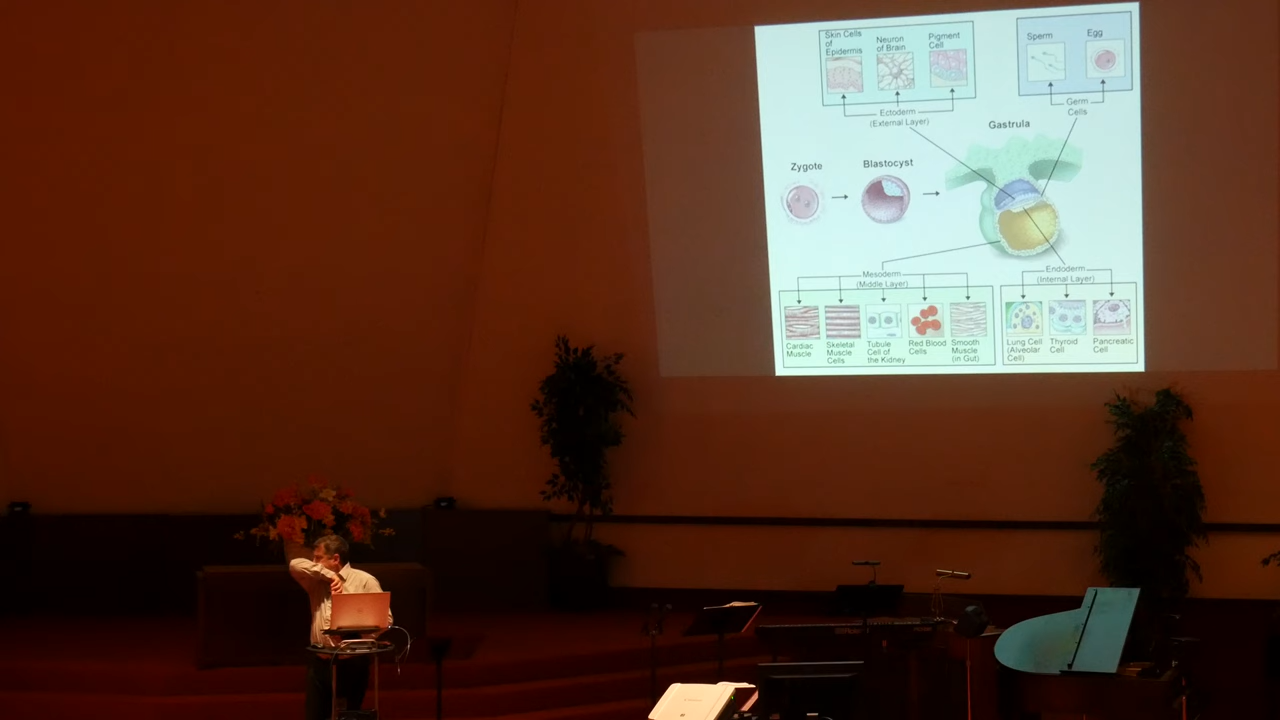 Skin Cells
of
Epidermis
Neuron
of Brain
Pigment
Cell
Sperm
Egg
Ectoderm
(External Layer)
Germ
Cells
Gastrula
Zygote
Blastocyst
Mesoderm
(Middle Layer)
Endoderm
(Internal Layer)
Cardiac
Muscle
Skeletal
Muscle
Cells
Tubule
Cell of
the Kidney
Red Blood
Cells
Smooth
Muscle
(in Gut)
Lung Cell
(Alveolar
Cell)
Thyroid
Cell
Pancreatic
Cell